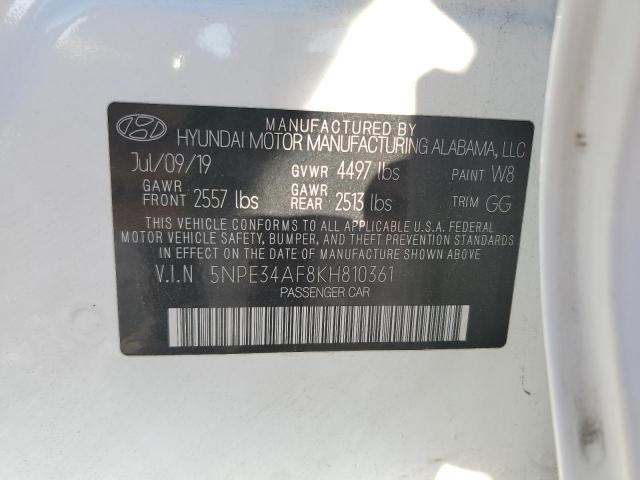 MANUFACTURED BY
HYUNDAI MOTOR MANUFACTURING ALABAMA, LLC
Jul/09/19 GVWR 4497 lbs PAINT W8
GAWR FRONT 2557 lbs GAWR REAR 2513 lbs TRIM GG
THIS VEHICLE CONFORMS TO ALL APPLICABLE U.S.A. FEDERAL
MOTOR VEHICLE SAFETY, BUMPER, AND THEFT PREVENTION STANDARDS
IN EFFECT ON THE DATE OF MANUFACTURE SHOWN ABOVE
V.I.N 5NPE34AF8KH810361
PASSENGER CAR